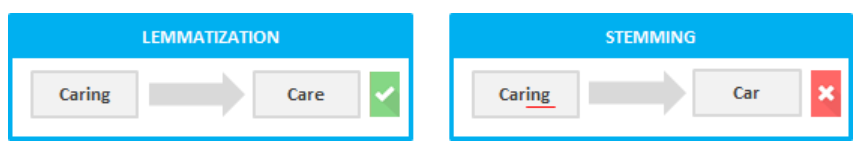 LEMMATIZATION
Caring
Care
STEMMING
Caring
Car